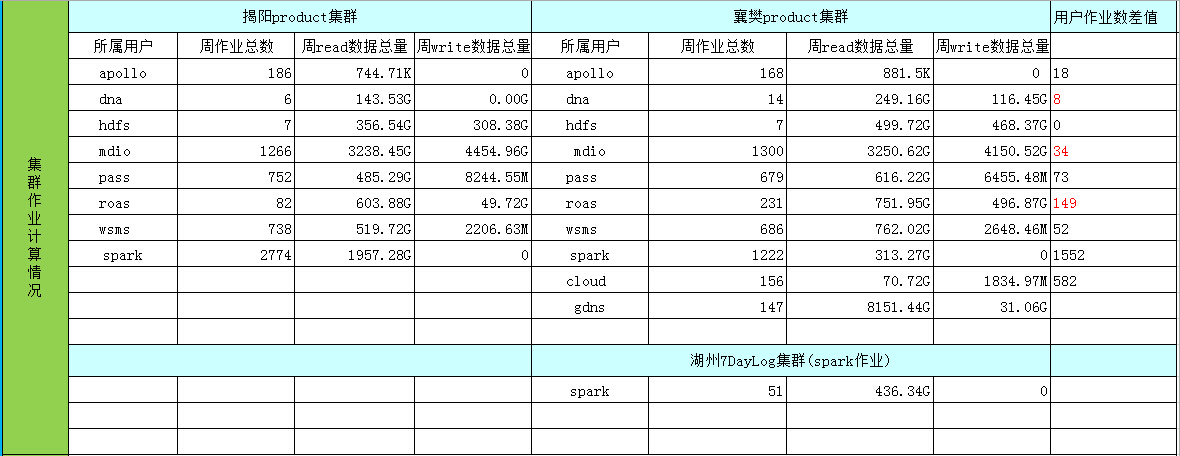 揭阳product集群 襄樊product集群 用户作业数差值
所属用户 周作业总数 周read数据总量 周write数据总量 所属用户 周作业总数 周read数据总量 周write数据总量
apollo 186 744.71K 0 apollo 168 881.5K 0 18
dna 6 143.53G 0.00G dna 14 249.16G 116.45G 8
hdfs 7 356.54G 308.38G hdfs 7 499.72G 468.37G 0
mdio 1266 3238.45G 4454.96G mdio 1300 3250.62G 4150.52G 34
pass 752 485.29G 8244.55M pass 679 616.22G 6455.48M 73
roas 82 603.88G 49.72G roas 231 751.95G 496.87G 149
wsms 738 519.72G 2206.63M wsms 686 762.02G 2648.46M 52
spark 2774 1957.28G 0 spark 1222 313.27G 0 1552
cloud 156 70.72G 1834.97M 582
gdns 147 8151.44G 31.06G
湖州7DayLog集群(spark作业)
spark 51 436.34G 0
集群作业计算情况